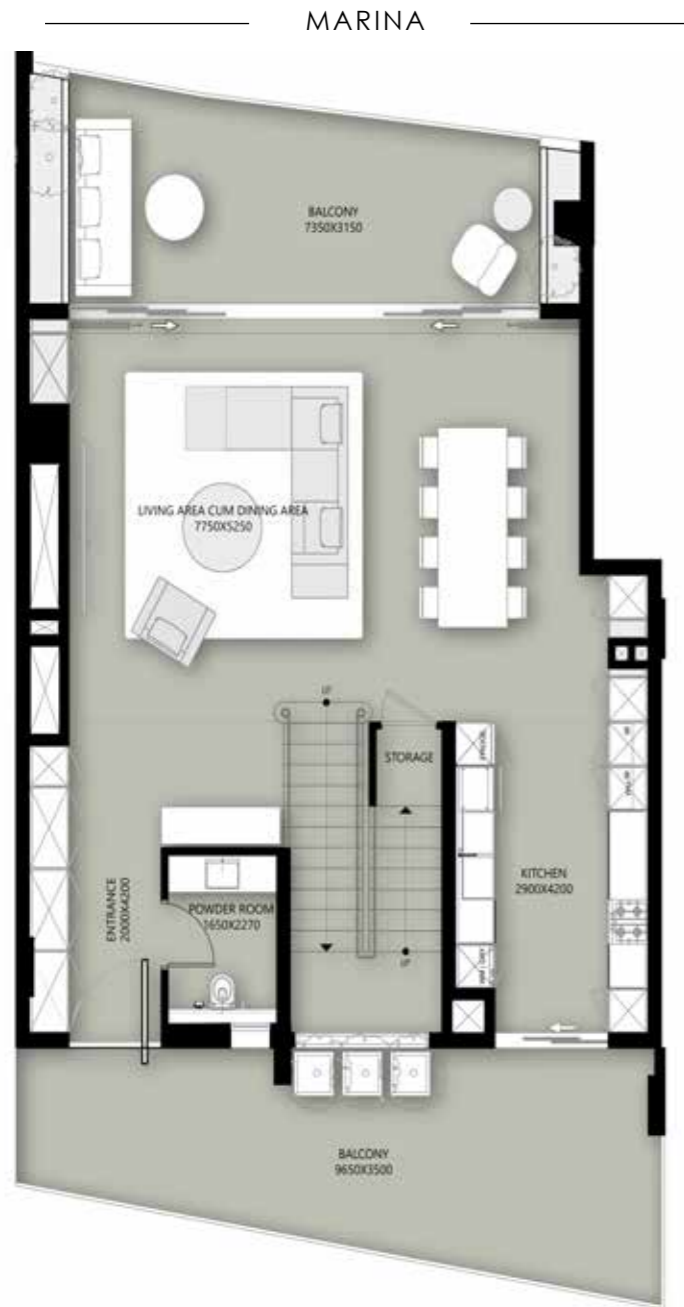 MARINA
BALCONY
7350X3150
LIVING AREA CUM DINING AREA
7750X5250
UP
STORAGE
KITCHEN
2900X4200
ENTRANCE
2000X4200
POWDER ROOM
1650X2270
UP
BALCONY
9650X3500